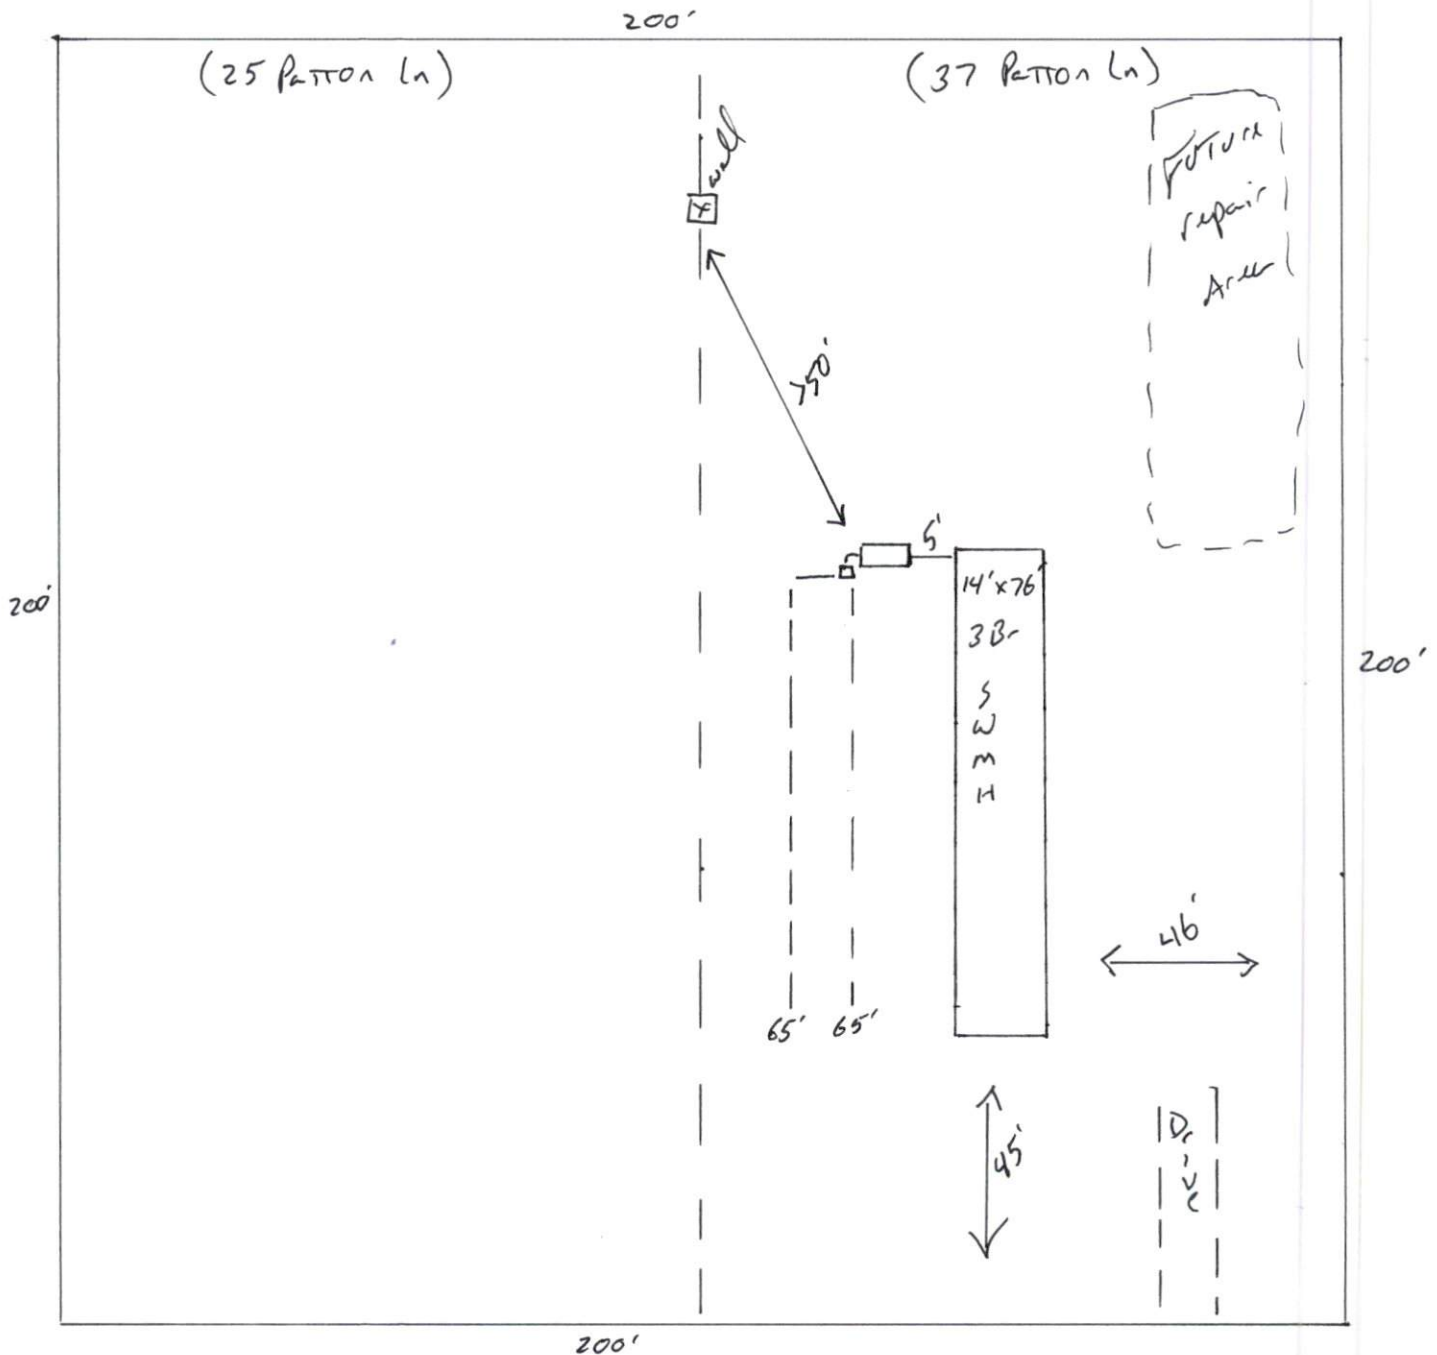 200'
(25 Patton Ln)
(37 Patton Ln)
well
Future
repair
Area
>50'
5'
14'x76'
3Br
S
W
M
H
200'
200'
46'
65' 65'
45'
Drive
200'